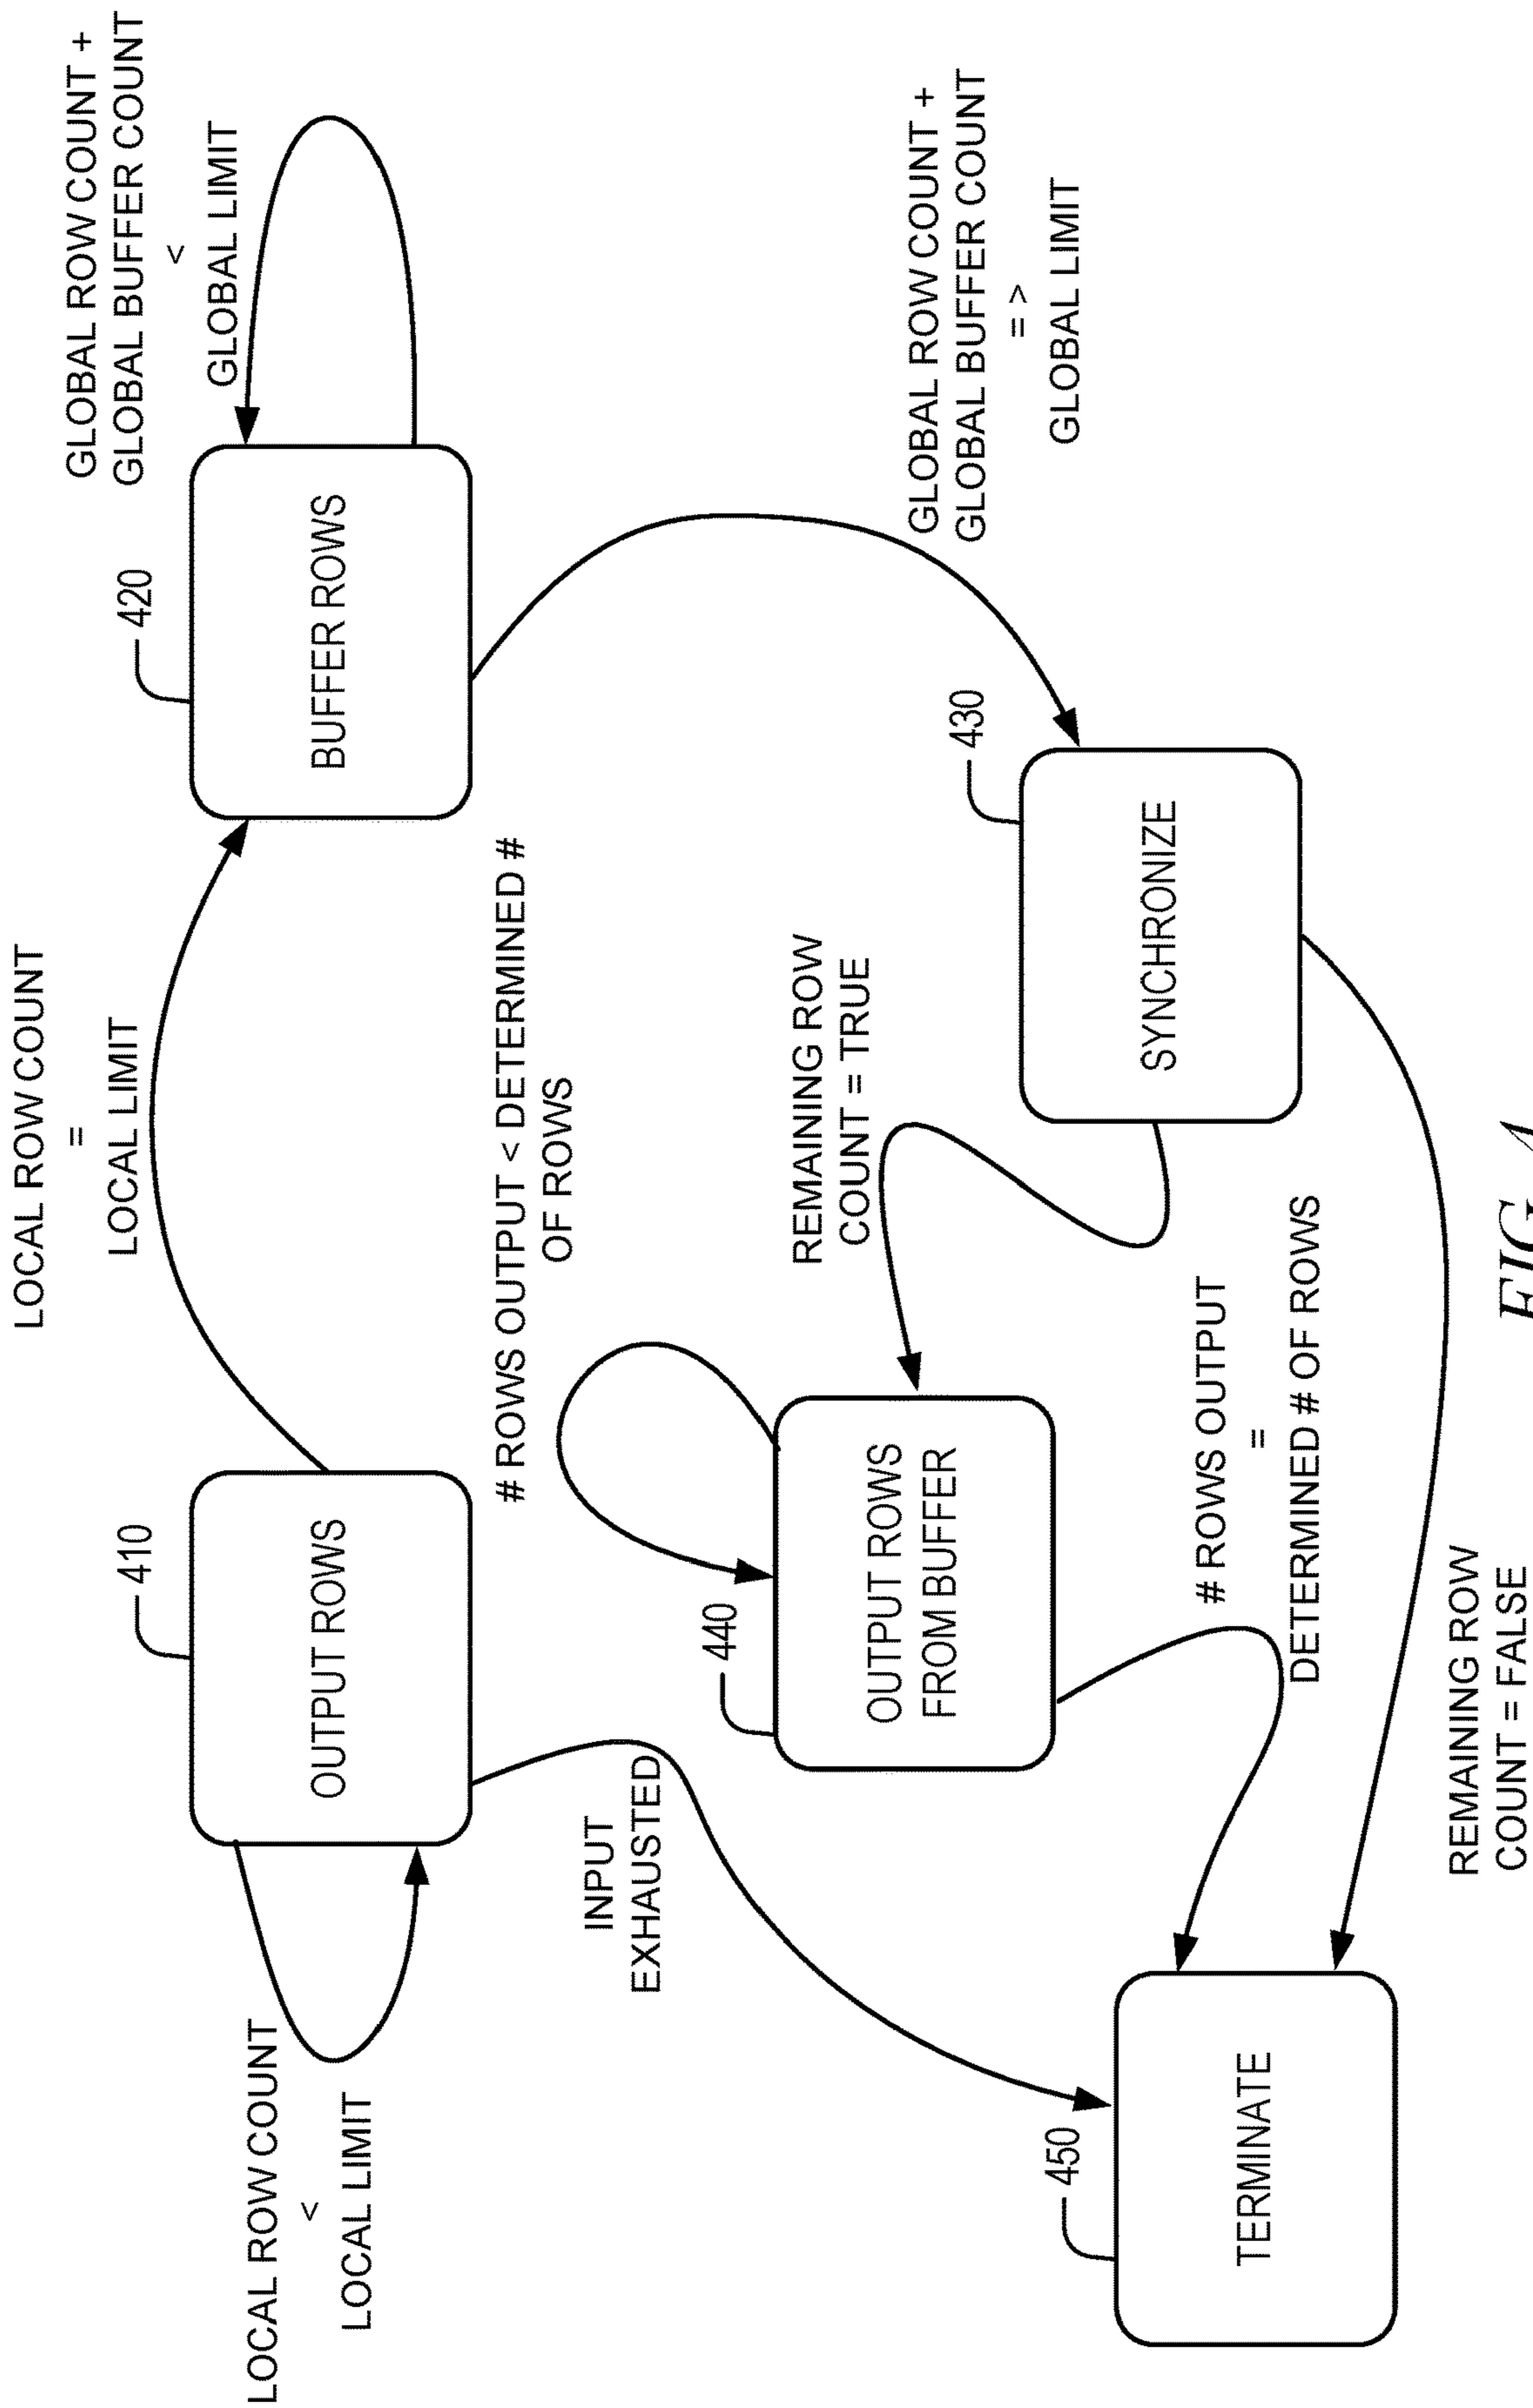 LOCAL ROW COUNT
=
LOCAL LIMIT
GLOBAL ROW COUNT +
GLOBAL BUFFER COUNT
<
GLOBAL LIMIT
410
420
LOCAL ROW COUNT
<
LOCAL LIMIT
OUTPUT ROWS
BUFFER ROWS
# ROWS OUTPUT < DETERMINED #
OF ROWS
INPUT
EXHAUSTED
440
REMAINING ROW
COUNT = TRUE
GLOBAL ROW COUNT +
GLOBAL BUFFER COUNT
= >
GLOBAL LIMIT
OUTPUT ROWS
FROM BUFFER
430
450
SYNCHRONIZE
# ROWS OUTPUT
=
DETERMINED # OF ROWS
TERMINATE
REMAINING ROW
COUNT = FALSE
FIG. 4